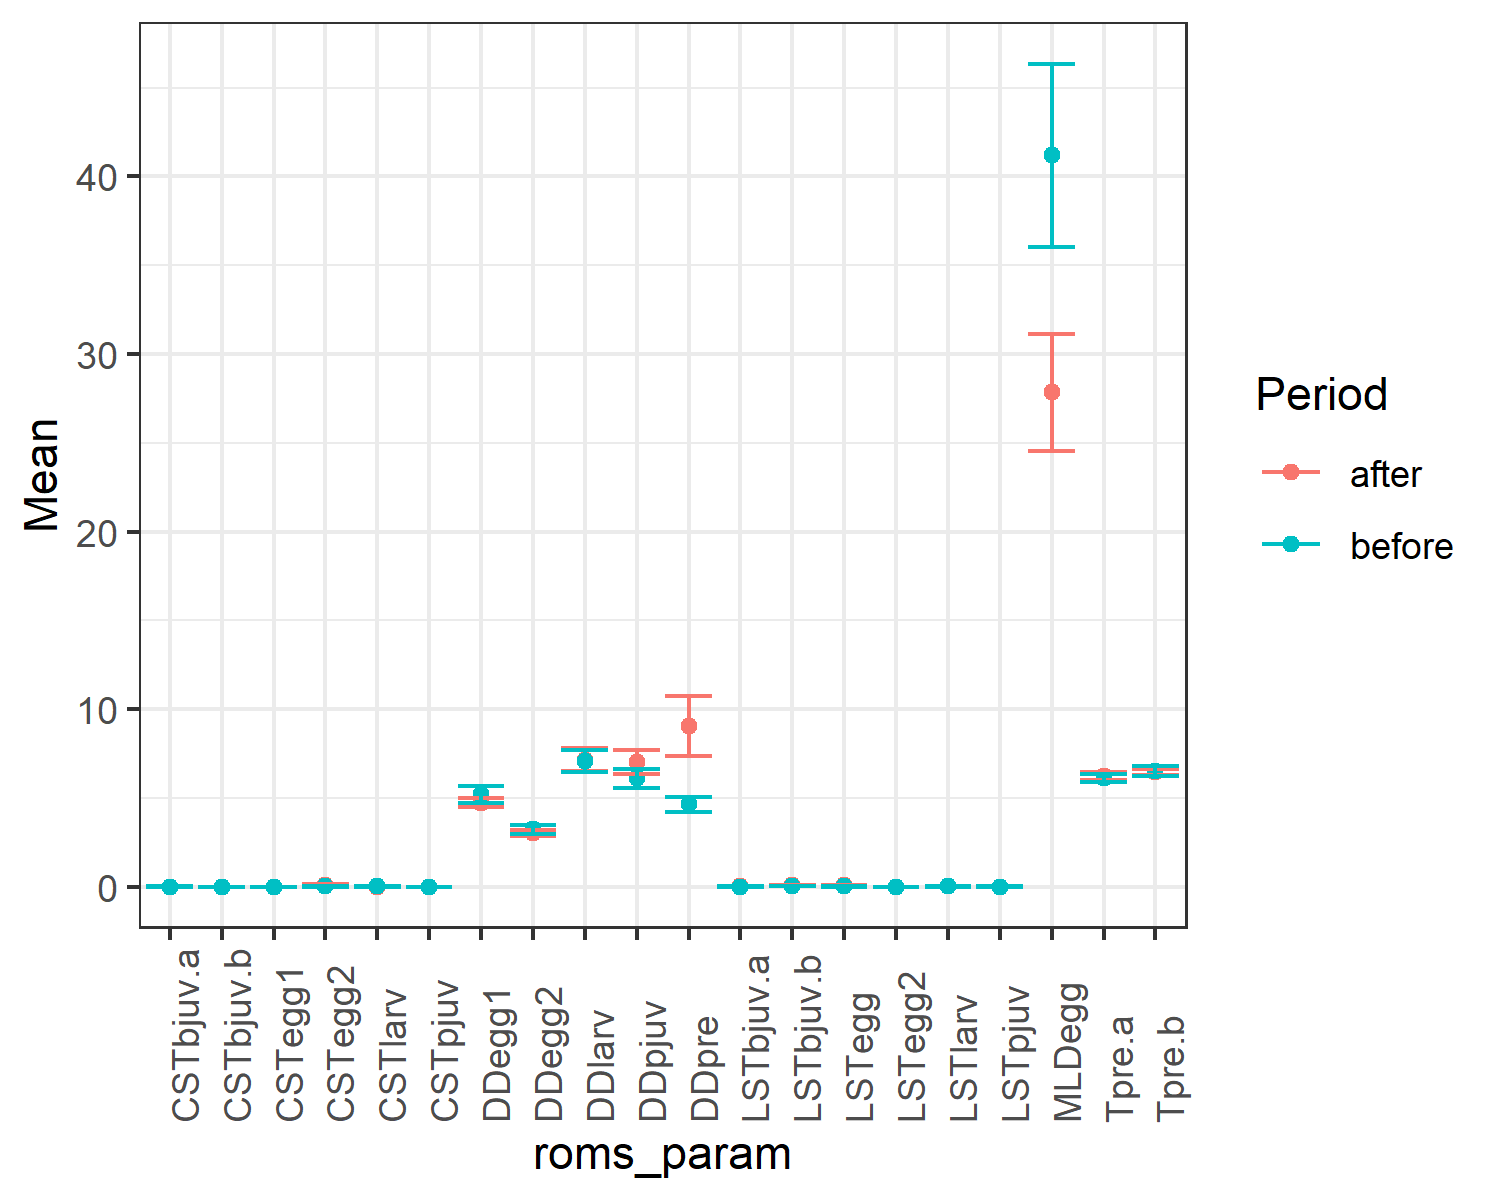 Mean
40
30
20
10
0
CSTbjuv.a
CSTbjuv.b
CSTegg1
CSTegg2
CSTlarv
CSTpjuv
DDegg1
DDegg2
DDlarv
DDpjuv
DDpre
LSTbjuv.a
LSTbjuv.b
LSTegg
LSTegg2
LSTlarv
LSTpjuv
MLDegg
Tpre.a
Tpre.b
roms_param
Period
after
before